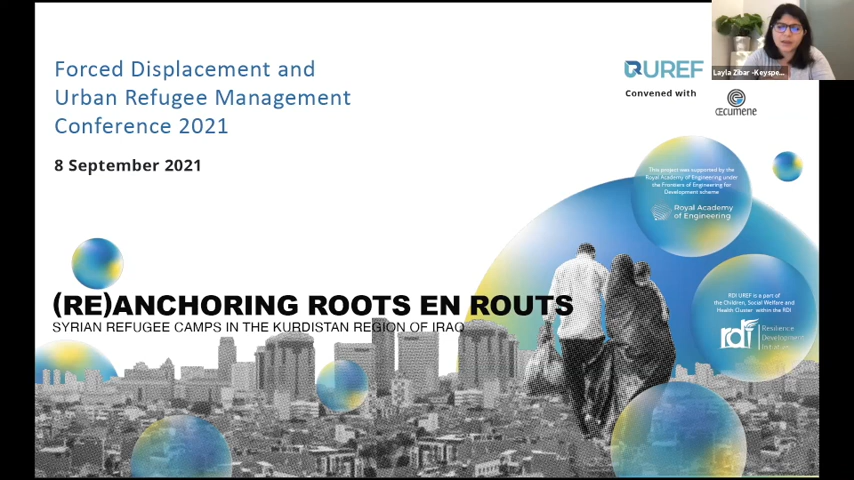 Forced Displacement and
Urban Refugee Management
Conference 2021
8 September 2021
UREF
Convened with
ŒCUMENE
Layla Zibar -Keyspe...
This project was supported by the
Royal Academy of Engineering under
the Frontiers of Engineering for
Development scheme
Royal Academy
of Engineering
RDI UREF is a part of
the Children, Social Welfare and
Health Cluster within the RDI
rdi
Resilience
Development
Initiative
(RE)ANCHORING ROOTS EN ROUTS
SYRIAN REFUGEE CAMPS IN THE KURDISTAN REGION OF IRAQ